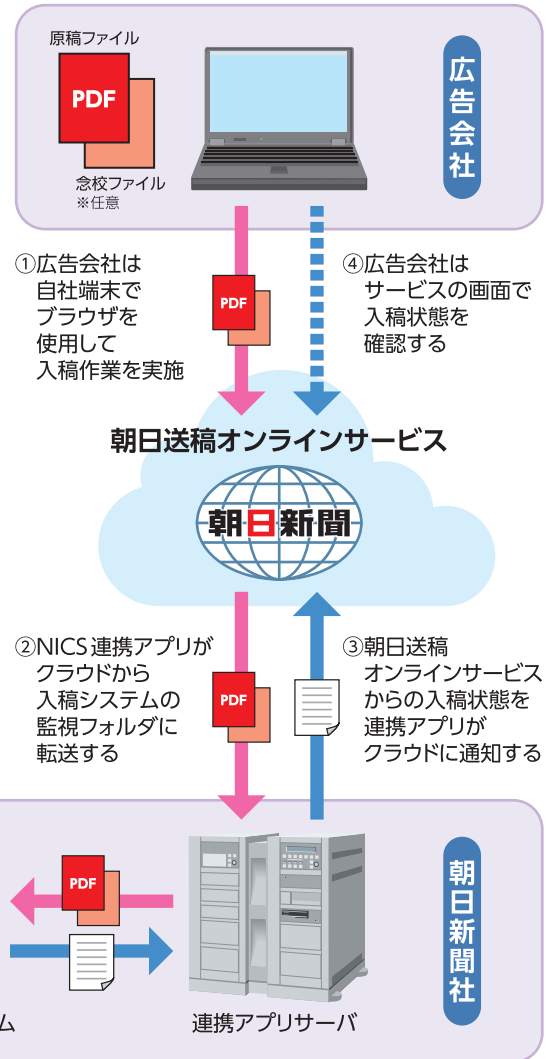 原稿ファイル
PDF
念校ファイル
※任意
広告会社
①広告会社は
自社端末で
ブラウザを
使用して
入稿作業を実施
PDF
④広告会社は
サービスの画面で
入稿状態を
確認する
朝日送稿オンラインサービス
朝日新聞
②NICS連携アプリが
クラウドから
入稿システムの
監視フォルダに
転送する
PDF
③朝日送稿
オンラインサービス
からの入稿状態を
連携アプリが
クラウドに通知する
PDF
朝日新聞社
ム
連携アプリサーバ